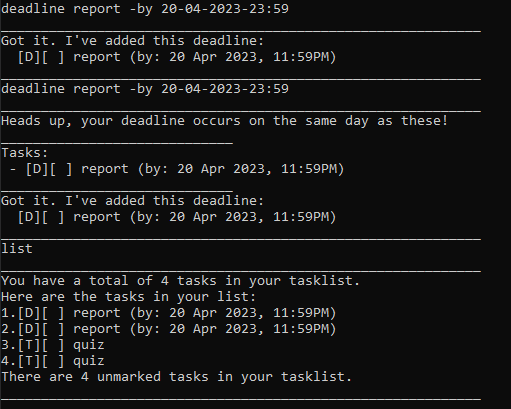 deadline report -by 20-04-2023-23:59
____________________________________________________________
Got it. I've added this deadline:
  [D][ ] report (by: 20 Apr 2023, 11:59PM)
____________________________________________________________
deadline report -by 20-04-2023-23:59
____________________________________________________________
Heads up, your deadline occurs on the same day as these!
_____________________________
Tasks:
 - [D][ ] report (by: 20 Apr 2023, 11:59PM)
_____________________________
Got it. I've added this deadline:
  [D][ ] report (by: 20 Apr 2023, 11:59PM)
____________________________________________________________
list
____________________________________________________________
You have a total of 4 tasks in your tasklist.
Here are the tasks in your list:
1.[D][ ] report (by: 20 Apr 2023, 11:59PM)
2.[D][ ] report (by: 20 Apr 2023, 11:59PM)
3.[T][ ] quiz
4.[T][ ] quiz
There are 4 unmarked tasks in your tasklist.
____________________________________________________________